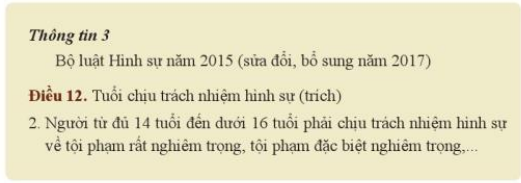 Thông tin 3
Bộ luật Hình sự năm 2015 (sửa đổi, bổ sung năm 2017)
Điều 12. Tuổi chịu trách nhiệm hình sự (trích)
2. Người từ đủ 14 tuổi đến dưới 16 tuổi phải chịu trách nhiệm hình sự
về tội phạm rất nghiêm trọng, tội phạm đặc biệt nghiêm trọng,...